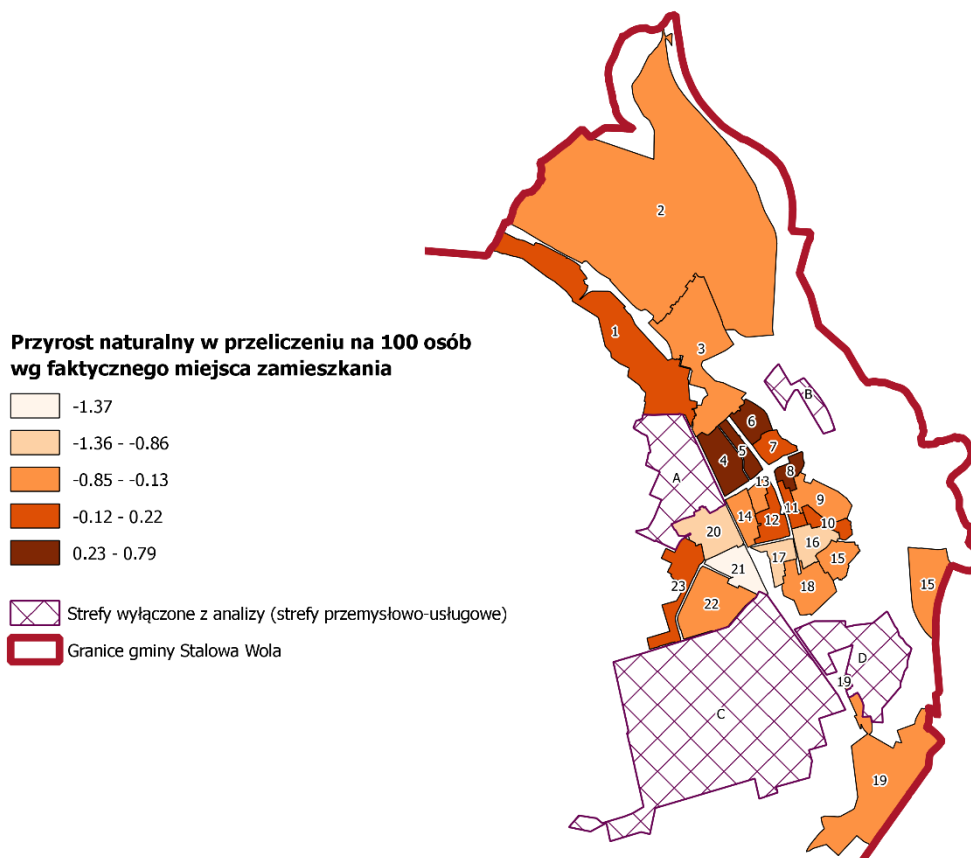 Przyrost naturalny w przeliczeniu na 100 osób
wg faktycznego miejsca zamieszkania
-1.37
-1.36 - -0.86
-0.85 - -0.13
-0.12 - 0.22
0.23 - 0.79
Strefy wyłączone z analizy (strefy przemysłowo-usługowe)
Granice gminy Stalowa Wola
2
1
3
B
6
7
5
4
8
A
13
9
11
14
12
10
20
16
17
15
21
23
18
15
22
D
19
C
19